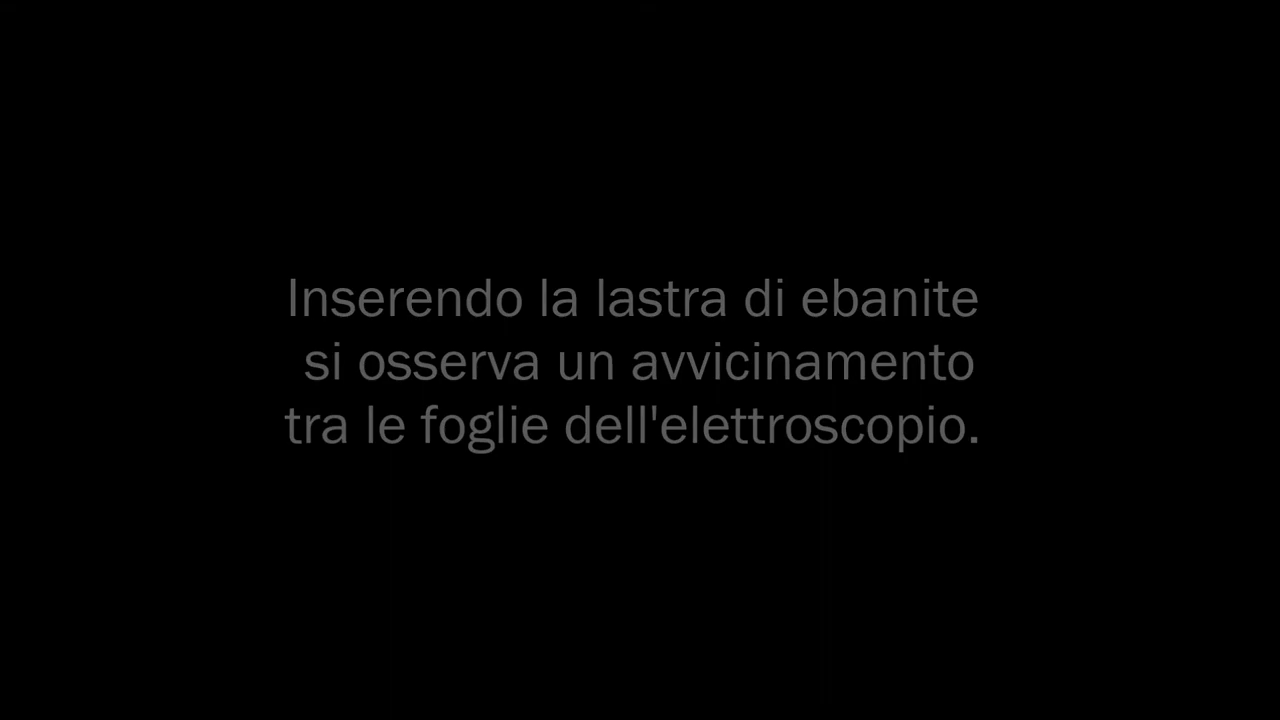 Inserendo la lastra di ebanite
si osserva un avvicinamento
tra le foglie dell'elettroscopio.